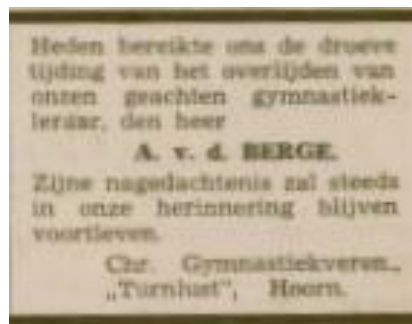 Heden bereikte ons de droeve
tijding van het overlijden van
onzen geachten gymnastiek-
leraar, den heer
A. v. d. BERGE.
Zijne nagedachtenis zal steeds
in onze herinnering blijven
voortleven.
Chr. Gymnastiekveren.,
„Turnlust", Hoorn.